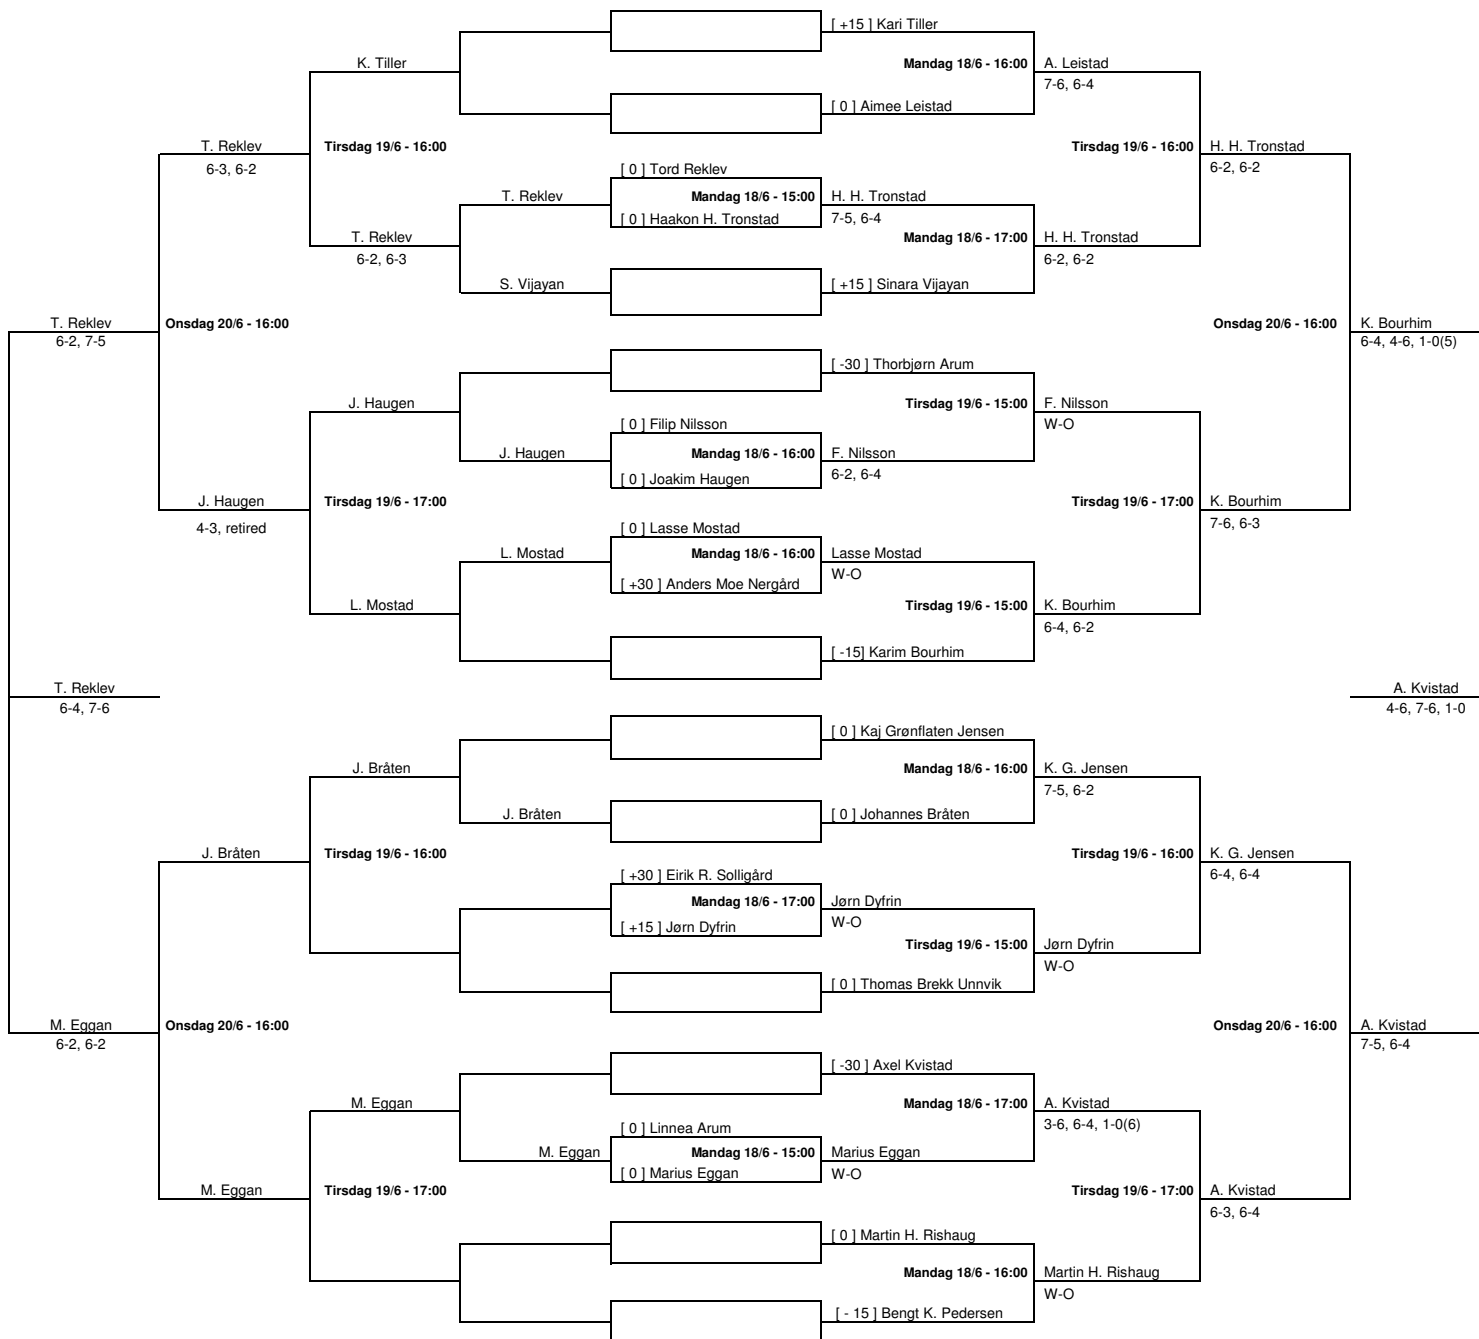 [ +15 ] Kari Tiller
K. Tiller
Mandag 18/6 - 16:00
A. Leistad
7-6, 6-4
[ 0 ] Aimee Leistad
T. Reklev
Tirsdag 19/6 - 16:00
Tirsdag 19/6 - 16:00
H. H. Tronstad
6-3, 6-2
6-2, 6-2
[ 0 ] Tord Reklev
T. Reklev
Mandag 18/6 - 15:00
H. H. Tronstad
[ 0 ] Haakon H. Tronstad
7-5, 6-4
T. Reklev
Mandag 18/6 - 17:00
H. H. Tronstad
6-2, 6-3
6-2, 6-2
S. Vijayan
[ +15 ] Sinara Vijayan
T. Reklev
Onsdag 20/6 - 16:00
Onsdag 20/6 - 16:00
K. Bourhim
6-2, 7-5
6-4, 4-6, 1-0(5)
[ -30 ] Thorbjørn Arum
J. Haugen
Tirsdag 19/6 - 15:00
F. Nilsson
[ 0 ] Filip Nilsson
W-O
J. Haugen
Mandag 18/6 - 16:00
F. Nilsson
[ 0 ] Joakim Haugen
6-2, 6-4
J. Haugen
Tirsdag 19/6 - 17:00
Tirsdag 19/6 - 17:00
K. Bourhim
4-3, retired
[ 0 ] Lasse Mostad
7-6, 6-3
L. Mostad
Mandag 18/6 - 16:00
Lasse Mostad
[ +30 ] Anders Moe Nergård
W-O
L. Mostad
Tirsdag 19/6 - 15:00
K. Bourhim
6-4, 6-2
[ -15] Karim Bourhim
T. Reklev
A. Kvistad
6-4, 7-6
4-6, 7-6, 1-0
[ 0 ] Kaj Grønflaten Jensen
J. Bråten
Mandag 18/6 - 16:00
K. G. Jensen
7-5, 6-2
J. Bråten
[ 0 ] Johannes Bråten
J. Bråten
Tirsdag 19/6 - 16:00
Tirsdag 19/6 - 16:00
K. G. Jensen
[ +30 ] Eirik R. Solligård
6-4, 6-4
Mandag 18/6 - 17:00
Jørn Dyfrin
[ +15 ] Jørn Dyfrin
W-O
Tirsdag 19/6 - 15:00
Jørn Dyfrin
W-O
[ 0 ] Thomas Brekk Unnvik
M. Eggan
Onsdag 20/6 - 16:00
Onsdag 20/6 - 16:00
A. Kvistad
6-2, 6-2
7-5, 6-4
[ -30 ] Axel Kvistad
M. Eggan
Mandag 18/6 - 17:00
A. Kvistad
[ 0 ] Linnea Arum
3-6, 6-4, 1-0(6)
M. Eggan
Mandag 18/6 - 15:00
Marius Eggan
[ 0 ] Marius Eggan
W-O
M. Eggan
Tirsdag 19/6 - 17:00
Tirsdag 19/6 - 17:00
A. Kvistad
6-3, 6-4
[ 0 ] Martin H. Rishaug
Mandag 18/6 - 16:00
Martin H. Rishaug
W-O
[ - 15 ] Bengt K. Pedersen